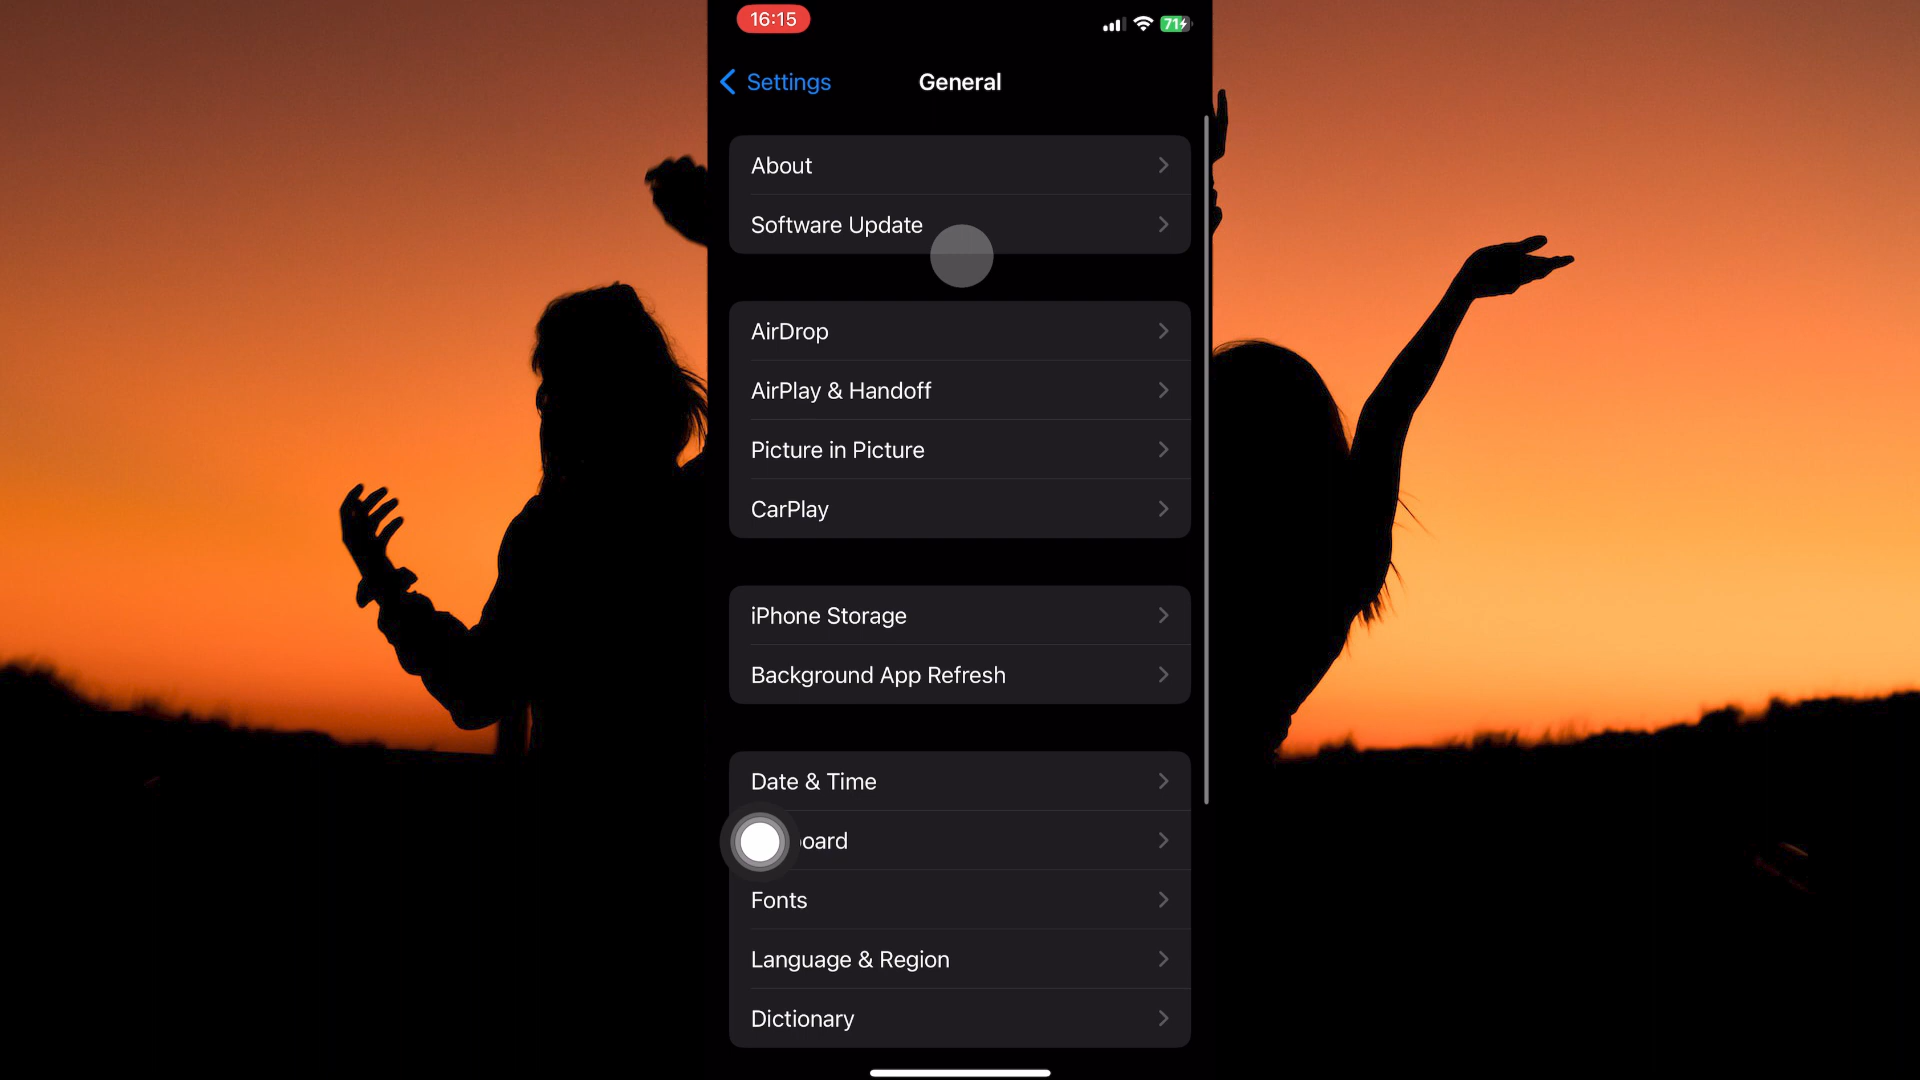 16:15
71
Settings
General
About
Software Update
AirDrop
AirPlay & Handoff
Picture in Picture
CarPlay
iPhone Storage
Background App Refresh
Date & Time
board
Fonts
Language & Region
Dictionary